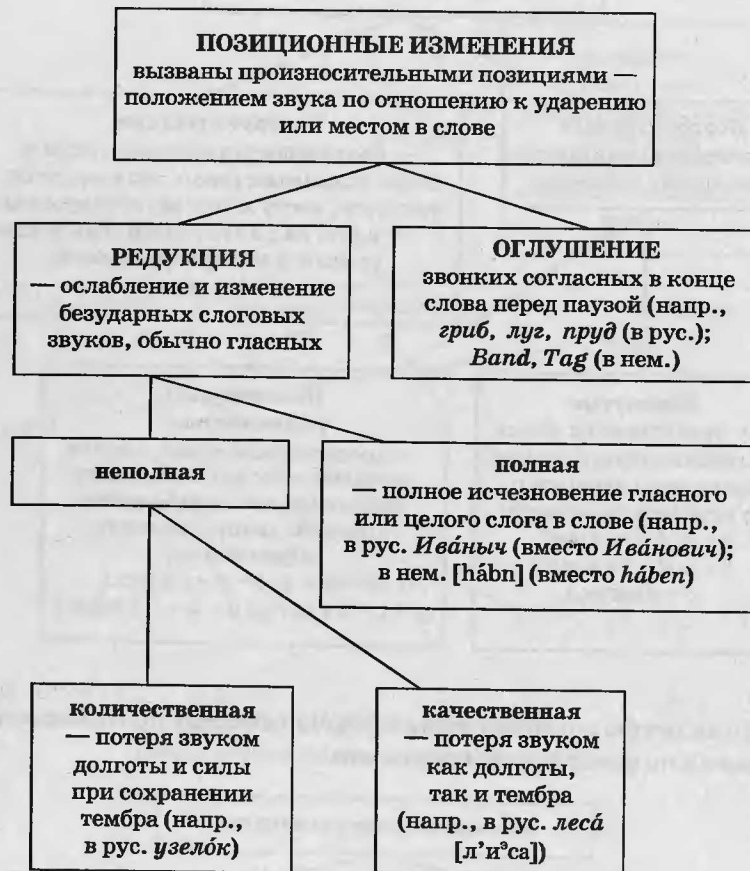 ПОЗИЦИОННЫЕ ИЗМЕНЕНИЯ
вызваны произносительными позициями —
положением звука по отношению к ударению
или местом в слове
РЕДУКЦИЯ
— ослабление и изменение
безударных слоговых
звуков, обычно гласных
ОГЛУШЕНИЕ
звонких согласных в конце
слова перед паузой (напр.,
гриб, луг, пруд (в рус.);
Band, Tag (в нем.)
неполная
полная
полное исчезновение гласного
или целого слога в слове (напр.,
в рус. Ива́ныч (вместо Ива́нович);
в нем. [hábn] (вместо háben)
количественная
— потеря звуком
долготы и силы
при сохранении
тембра (напр.,
в рус. узело́к)
качественная
— потеря звуком
как долготы,
так и тембра
(напр., в рус. леса́
[л’иᵊса])